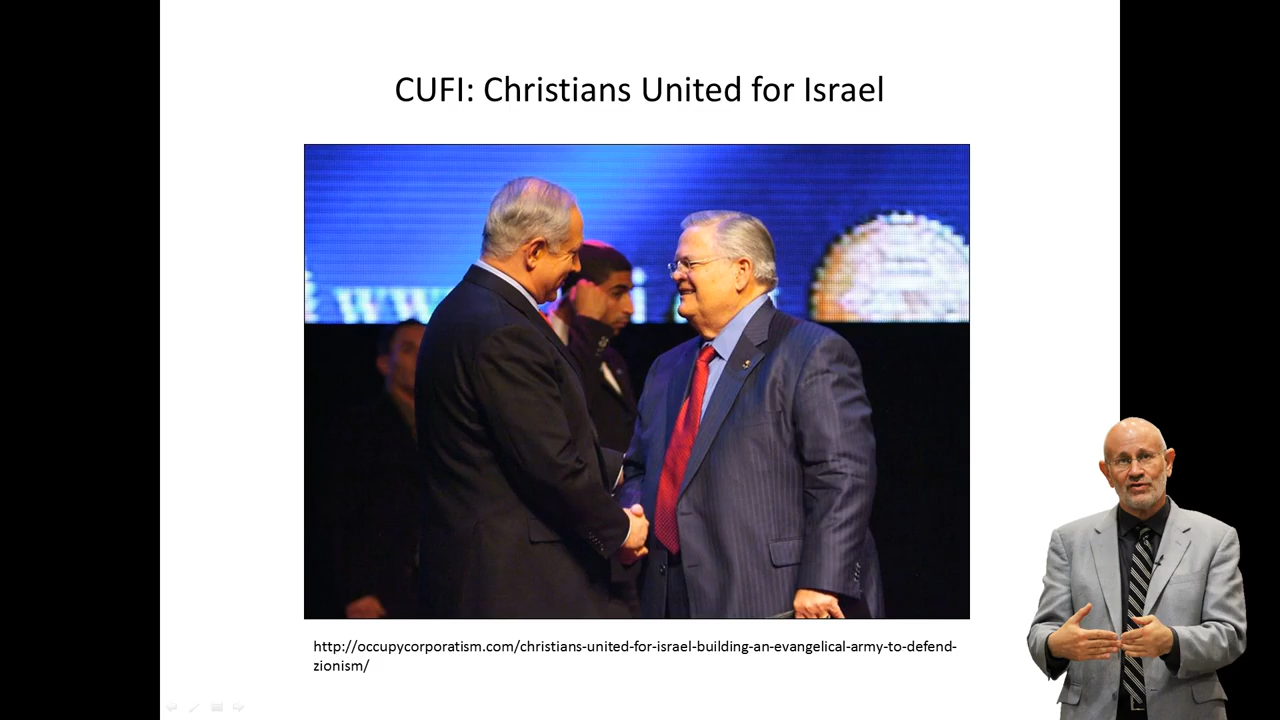 CUFI: Christians United for Israel
http://occupycorporatism.com/christians-united-for-israel-building-an-evangelical-army-to-defend-
zionism/